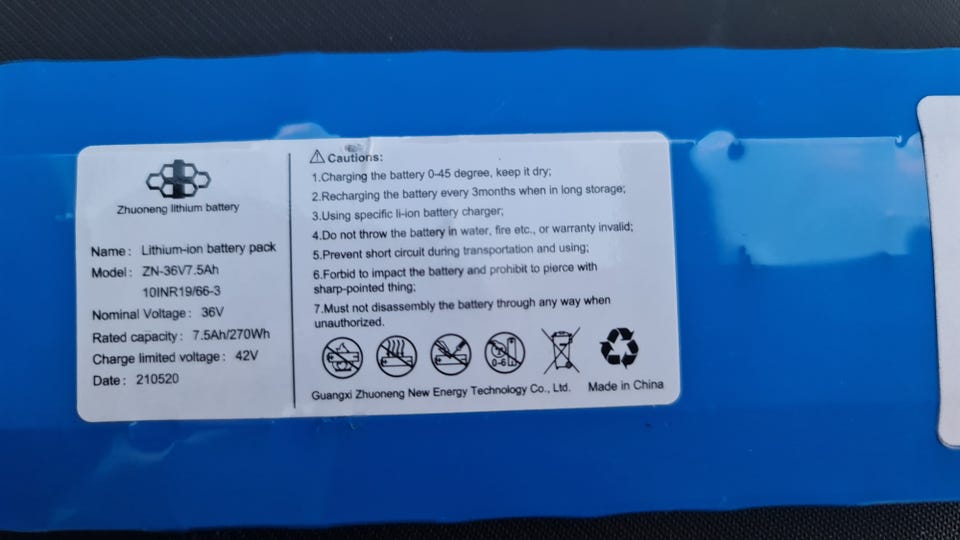 Zhuoneng lithium battery
Name: Lithium-ion battery pack
Model: ZN-36V7.5Ah
10INR19/66-3
Nominal Voltage: 36V
Rated capacity: 7.5Ah/270Wh
Charge limited voltage: 42V
Date: 210520
Cautions:
1.Charging the battery 0-45 degree, keep it dry;
2.Recharging the battery every 3months when in long storage;
3.Using specific li-ion battery charger;
4.Do not throw the battery in water, fire etc., or warranty invalid;
5.Prevent short circuit during transportation and using;
6.Forbid to impact the battery and prohibit to pierce with
sharp-pointed thing;
7.Must not disassembly the battery through any way when
unauthorized.
0-6
Guangxi Zhuoneng New Energy Technology Co., Ltd. Made in China